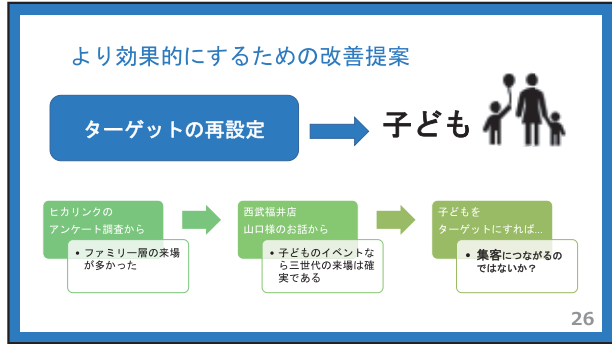 より効果的にするための改善提案
ターゲットの再設定
子ども
ヒカリンクの
アンケート調査から
• ファミリー層の来場
が多かった
西武福井店
山口様のお話から
• 子どものイベントな
ら三世代の来場は確
実である
子どもを
ターゲットにすれば…
• 集客につながるの
ではないか？
26